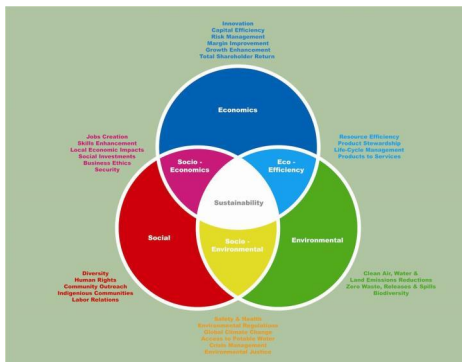 Innovation
Capital Efficiency
Risk Management
Margin Improvement
Growth Enhancement
Total Shareholder Return
Economics
Jobs Creation
Skills Enhancement
Local Economic Impacts
Social Investments
Business Ethics
Security
Resource Efficiency
Product Stewardship
Life-Cycle Management
Products to Services
Socio -
Economics
Eco -
Efficiency
Sustainability
Social
Socio -
Environmental
Environmental
Diversity
Human Rights
Community Outreach
Indigenous Communities
Labor Relations
Clean Air, Water &
Land Emissions Reductions
Zero Waste, Releases & Spills
Biodiversity
Safety & Health
Environmental Regulations
Global Climate Change
Access to Potable Water
Crisis Management
Environmental Justice